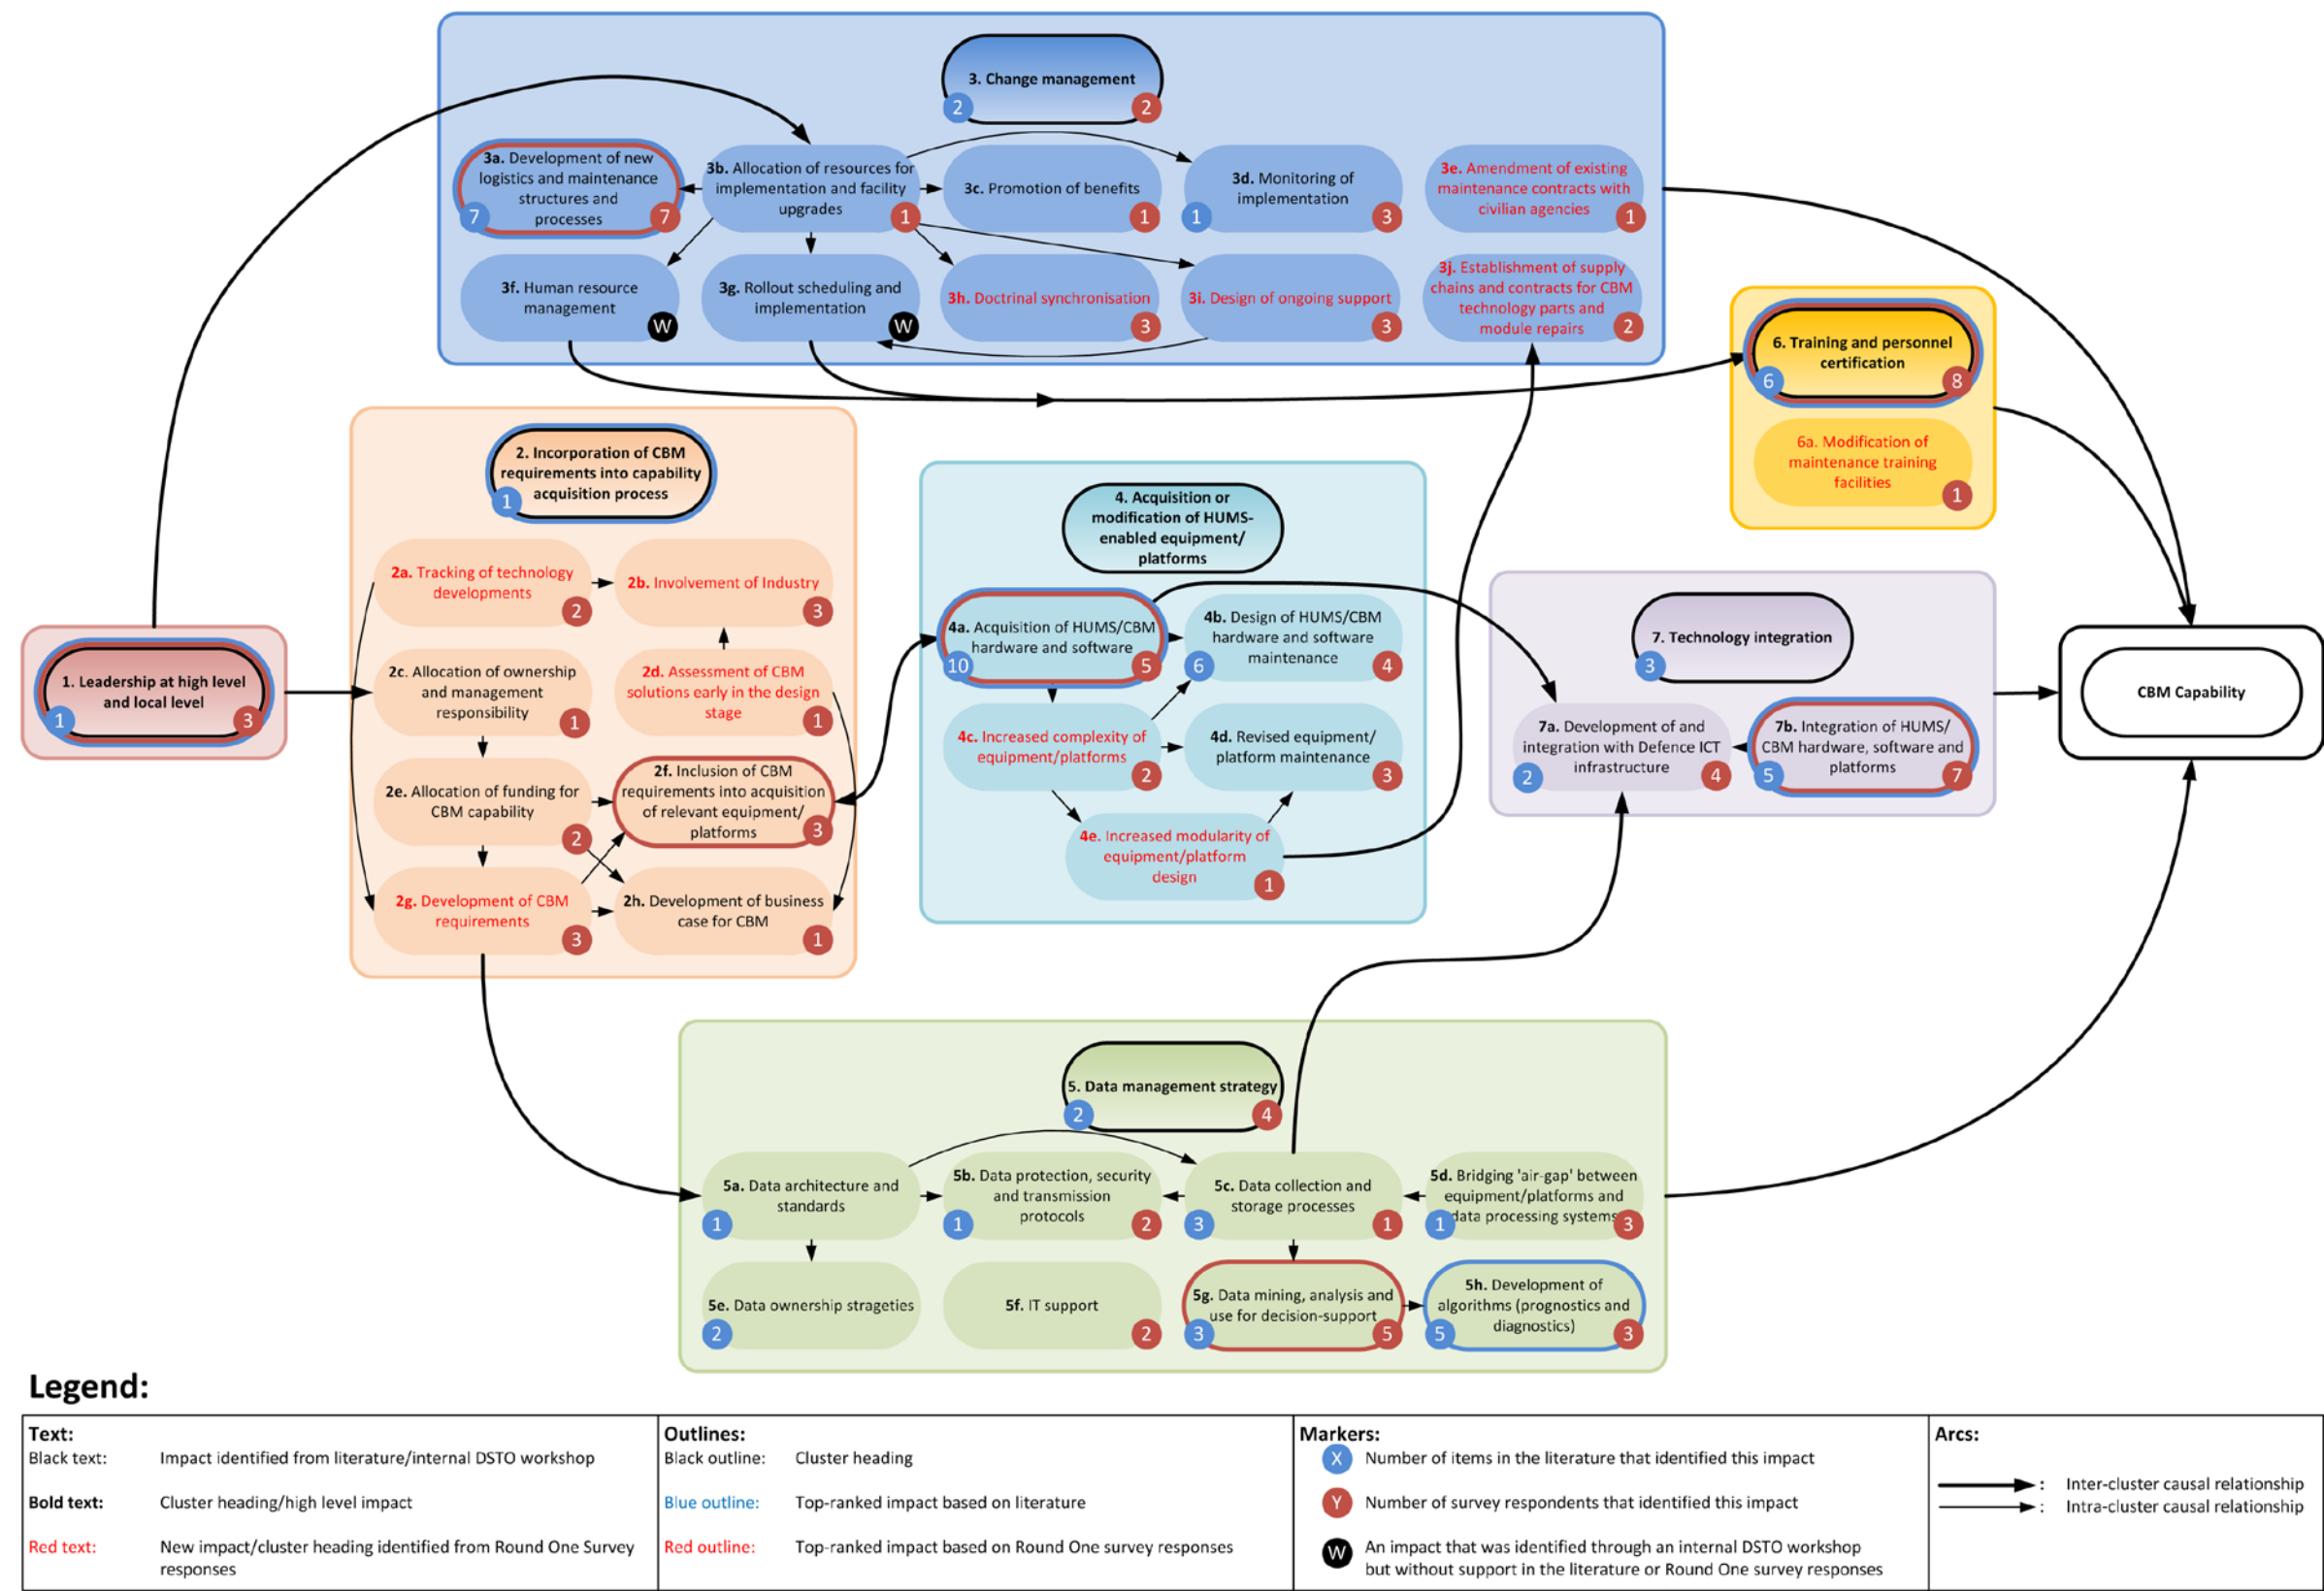 3. Change management
2
2
3a. Development of new
logistics and maintenance
structures and
processes
7
7
3b. Allocation of resources for
implementation and facility
upgrades
1
3c. Promotion of benefits
1
3d. Monitoring of
implementation
1
3
3e. Amendment of existing
maintenance contracts with
civilian agencies
1
3f. Human resource
management
W
3g. Rollout scheduling and
implementation
W
3h. Doctrinal synchronisation
3
3i. Design of ongoing support
3
3j. Establishment of supply
chains and contracts for CBM
technology parts and
module repairs
2
6. Training and personnel
certification
6
8
6a. Modification of
maintenance training
facilities
1
2. Incorporation of CBM
requirements into capability
acquisition process
1
2a. Tracking of technology
developments
2
2b. Involvement of Industry
3
2c. Allocation of ownership
and management
responsibility
1
2d. Assessment of CBM
solutions early in the design
stage
1
2e. Allocation of funding for
CBM capability
2
2f. Inclusion of CBM
requirements into acquisition
of relevant equipment/
platforms
3
2g. Development of CBM
requirements
3
2h. Development of business
case for CBM
1
1. Leadership at high level
and local level
1
3
4. Acquisition or
modification of HUMS-
enabled equipment/
platforms
4a. Acquisition of HUMS/CBM
hardware and software
10
5
4b. Design of HUMS/CBM
hardware and software
maintenance
6
4
4c. Increased complexity of
equipment/platforms
2
4d. Revised equipment/
platform maintenance
3
4e. Increased modularity of
equipment/platform
design
1
7. Technology integration
3
7a. Development of and
integration with Defence ICT
infrastructure
2
4
7b. Integration of HUMS/
CBM hardware, software and
platforms
5
7
CBM Capability
5. Data management strategy
2
4
5a. Data architecture and
standards
1
5b. Data protection, security
and transmission
protocols
1
2
5c. Data collection and
storage processes
3
1
5d. Bridging 'air-gap' between
equipment/platforms and
data processing systems
1
3
5e. Data ownership strageties
2
5f. IT support
2
5g. Data mining, analysis and
use for decision-support
3
5
5h. Development of
algorithms (prognostics and
diagnostics)
5
3
Legend:
Text:
Black text: Impact identified from literature/internal DSTO workshop
Bold text: Cluster heading/high level impact
Red text: New impact/cluster heading identified from Round One Survey
responses
Outlines:
Black outline: Cluster heading
Blue outline: Top-ranked impact based on literature
Red outline: Top-ranked impact based on Round One survey responses
Markers:
X Number of items in the literature that identified this impact
Y Number of survey respondents that identified this impact
W An impact that was identified through an internal DSTO workshop
but without support in the literature or Round One survey responses
Arcs:
: Inter-cluster causal relationship
: Intra-cluster causal relationship